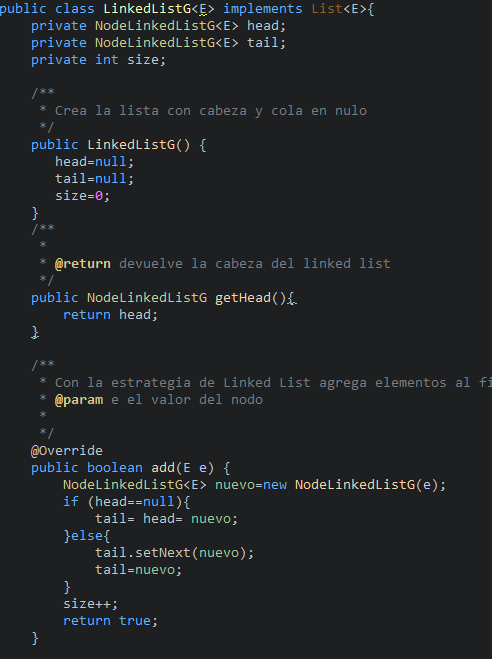 public class LinkedListG<E> implements List<E>{
    private NodeLinkedListG<E> head;
    private NodeLinkedListG<E> tail;
    private int size;

    /**
     * Crea la lista con cabeza y cola en nulo
     */
    public LinkedListG() {
       head=null;
       tail=null;
       size=0;
    }
    /**
     *
     * @return devuelve la cabeza del linked list
     */
    public NodeLinkedListG getHead(){
        return head;
    }

    /**
     * Con la estrategia de Linked List agrega elementos al fi
     * @param e el valor del nodo
     *
     */
    @Override
    public boolean add(E e) {
        NodeLinkedListG<E> nuevo=new NodeLinkedListG(e);
        if (head==null){
            tail= head= nuevo;
        }else{
            tail.setNext(nuevo);
            tail=nuevo;
        }
        size++;
        return true;
    }